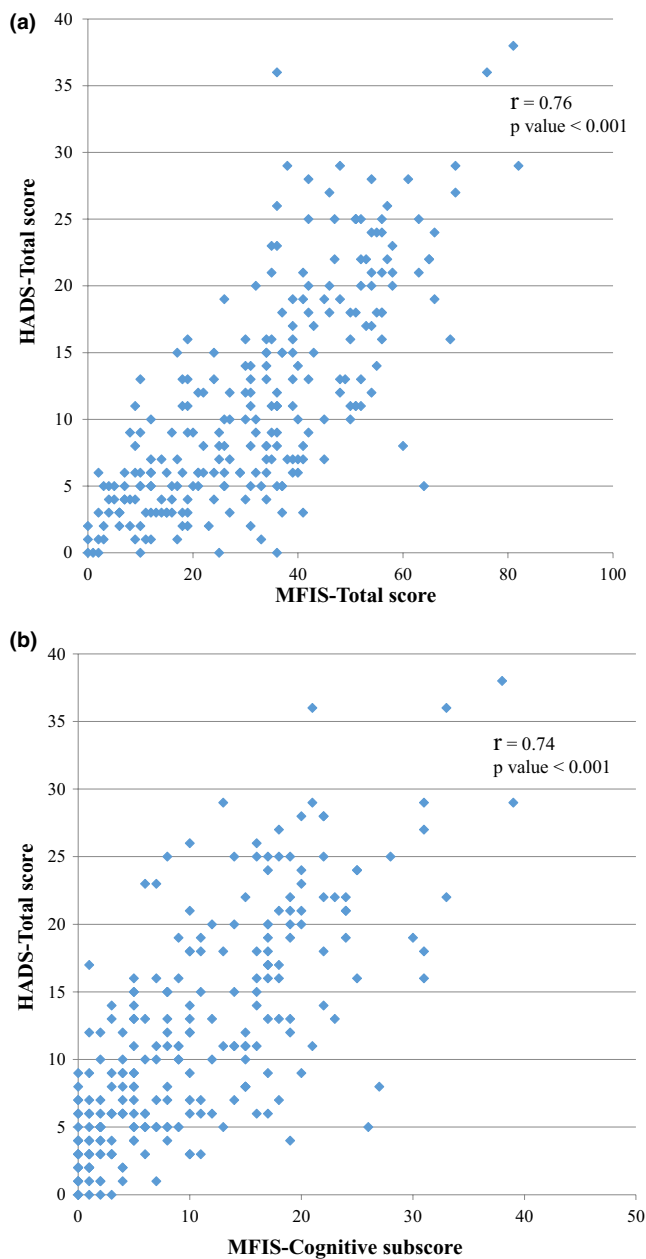 (a)
40
35
30
25
20
15
10
5
0
HADS-Total score
r = 0.76
p value < 0.001
0 20 40 60 80 100
MFIS-Total score
(b)
40
35
30
25
20
15
10
5
0
HADS-Total score
r = 0.74
p value < 0.001
0 10 20 30 40 50
MFIS-Cognitive subscore